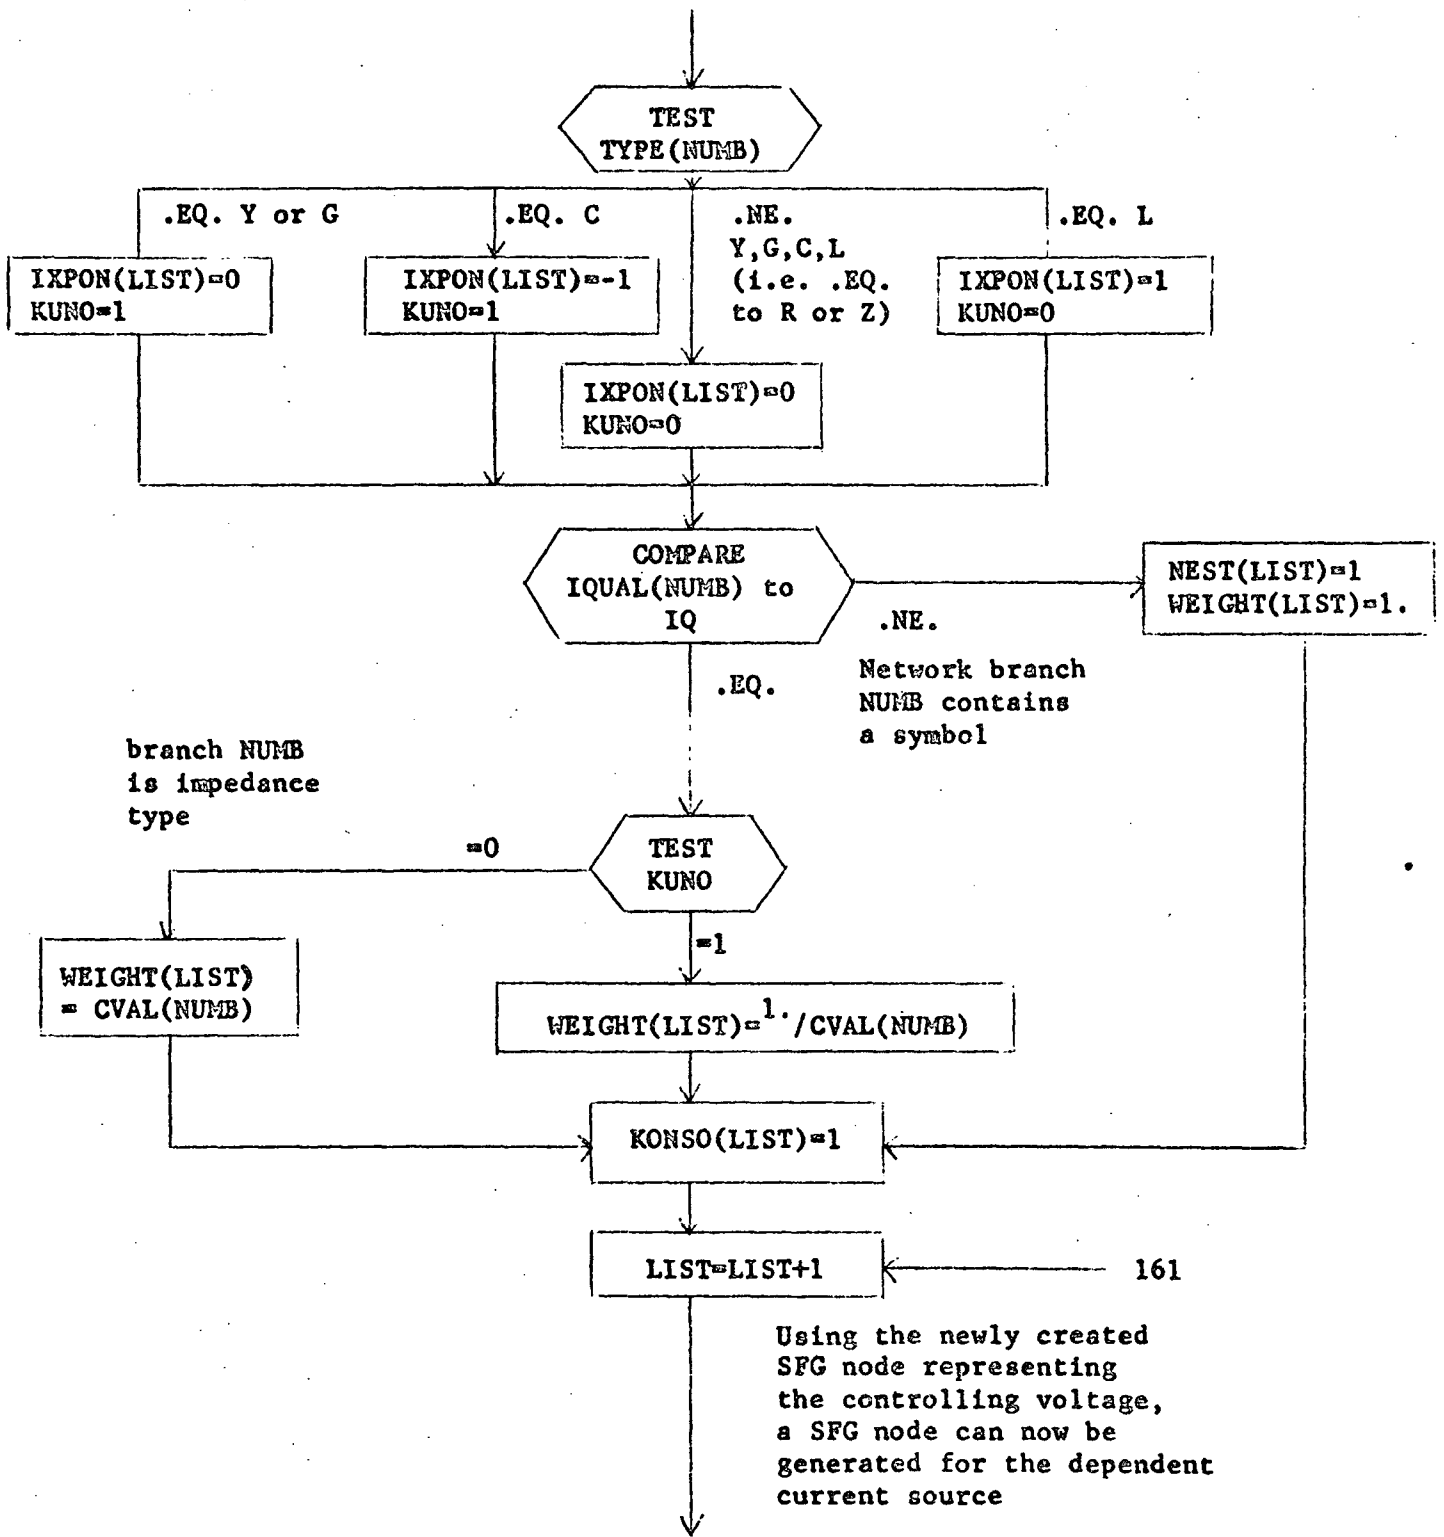 TEST
TYPE(NUMB)
.EQ. Y or G
.EQ. C
.NE.
Y,G,C,L
(i.e. .EQ.
to R or Z)
.EQ. L
IXPON(LIST)=0
KUNO=1
IXPON(LIST)=-1
KUNO=1
IXPON(LIST)=1
KUNO=0
IXPON(LIST)=0
KUNO=0
COMPARE
IQUAL(NUMB) to
IQ
.NE.
Network branch
NUMB contains
a symbol
NEST(LIST)=1
WEIGHT(LIST)=1.
.EQ.
branch NUMB
is impedance
type
=0
TEST
KUNO
=1
WEIGHT(LIST)
= CVAL(NUMB)
WEIGHT(LIST)=1./CVAL(NUMB)
KONSO(LIST)=1
LIST=LIST+1
161
Using the newly created
SFG node representing
the controlling voltage,
a SFG node can now be
generated for the dependent
current source